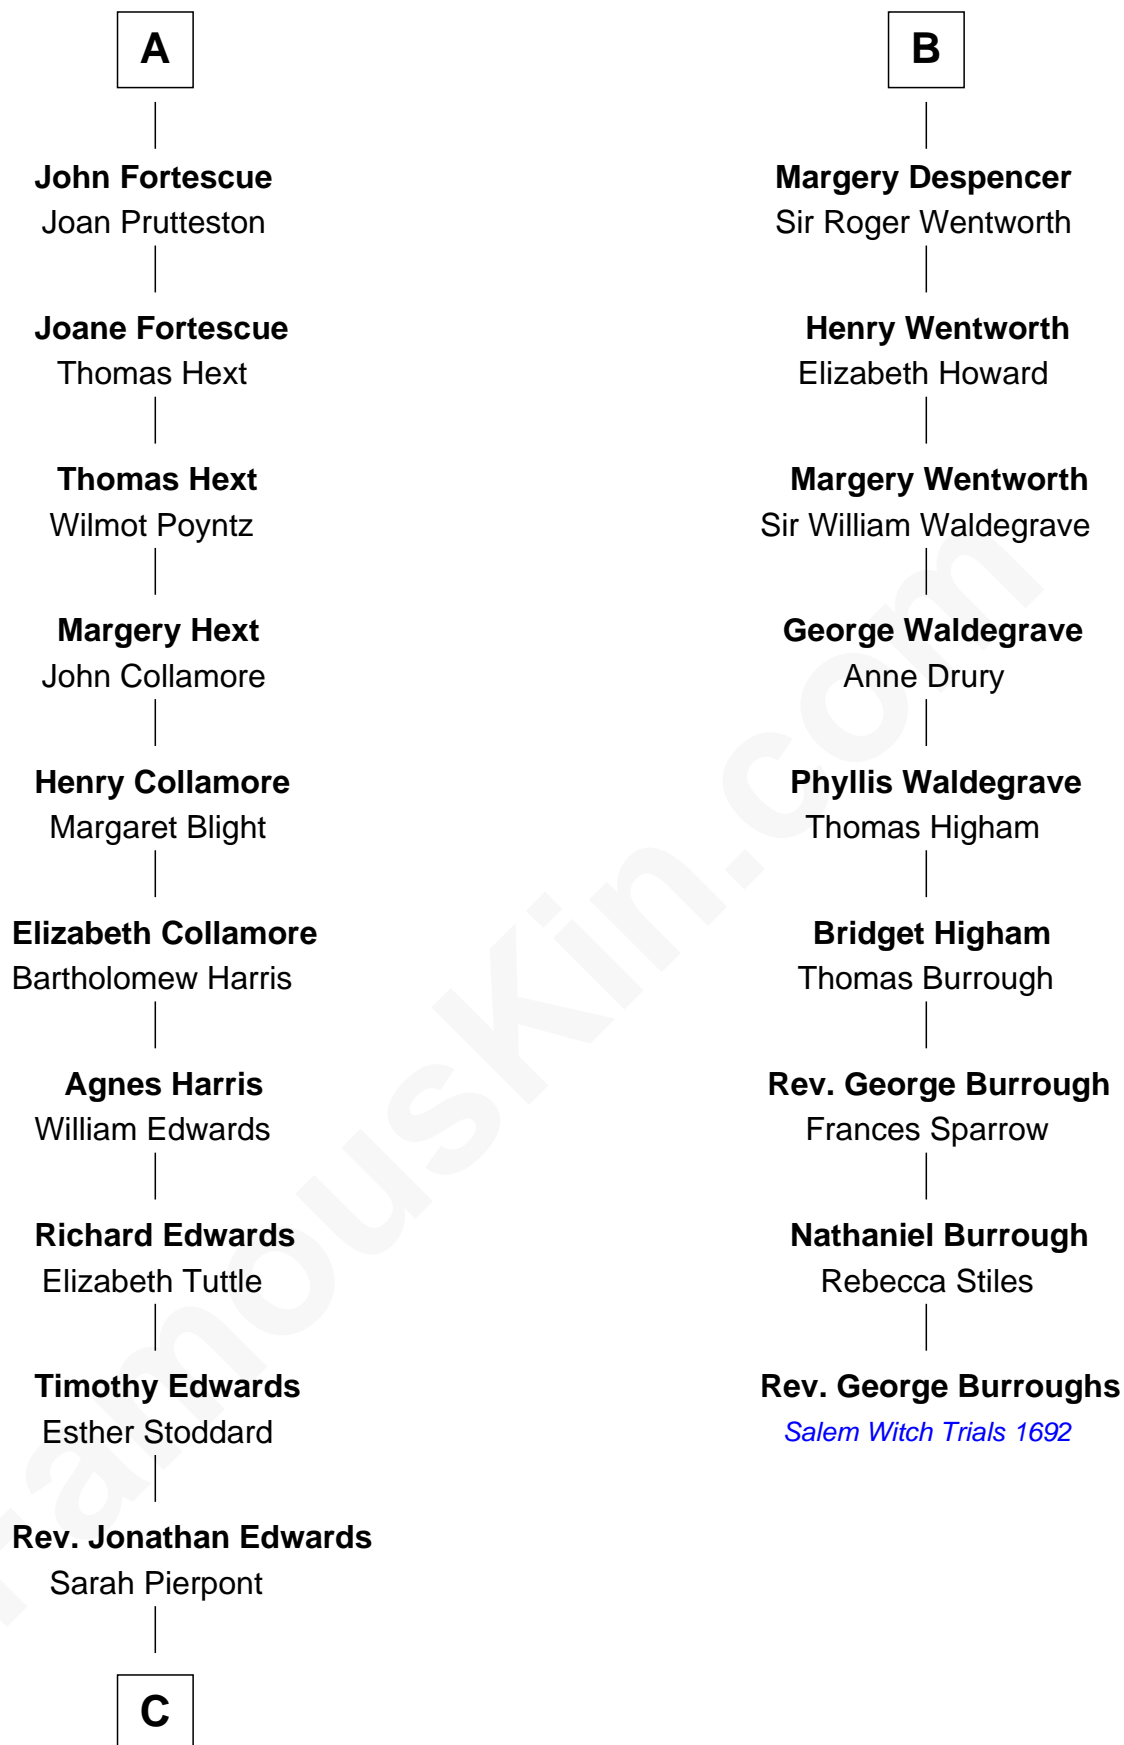 A
John Fortescue
Joan Prutteston
Joane Fortescue
Thomas Hext
Thomas Hext
Wilmot Poyntz
Margery Hext
John Collamore
Henry Collamore
Margaret Blight
Elizabeth Collamore
Bartholomew Harris
Agnes Harris
William Edwards
Richard Edwards
Elizabeth Tuttle
Timothy Edwards
Esther Stoddard
Rev. Jonathan Edwards
Sarah Pierpont
C
B
Margery Despencer
Sir Roger Wentworth
Henry Wentworth
Elizabeth Howard
Margery Wentworth
Sir William Waldegrave
George Waldegrave
Anne Drury
Phyllis Waldegrave
Thomas Higham
Bridget Higham
Thomas Burrough
Rev. George Burrough
Frances Sparrow
Nathaniel Burrough
Rebecca Stiles
Rev. George Burroughs
Salem Witch Trials 1692
FamousKin.com